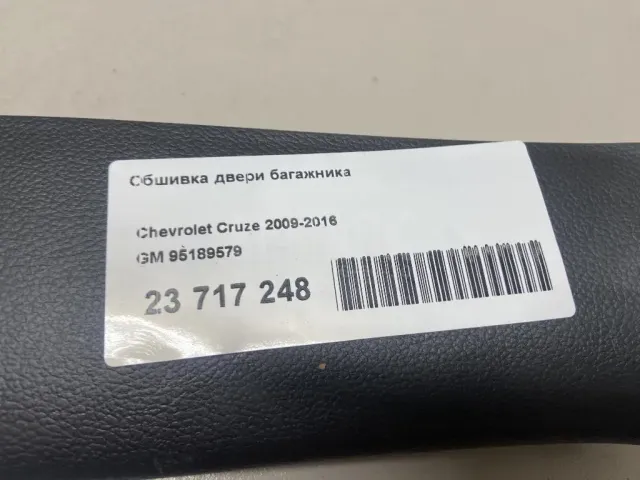 Обшивка двери багажника
Chevrolet Cruze 2009-2016
GM 95189579
23 717 248